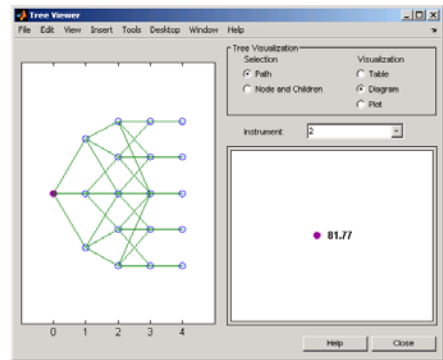 Tree Viewer
File Edit View Insert Tools Desktop Window Help
Tree Visualization
Selection
Visualization
Path
Table
Node and Children
Diagram
Plot
Instrument:
2
81.77
0 1 2 3 4
Help
Close